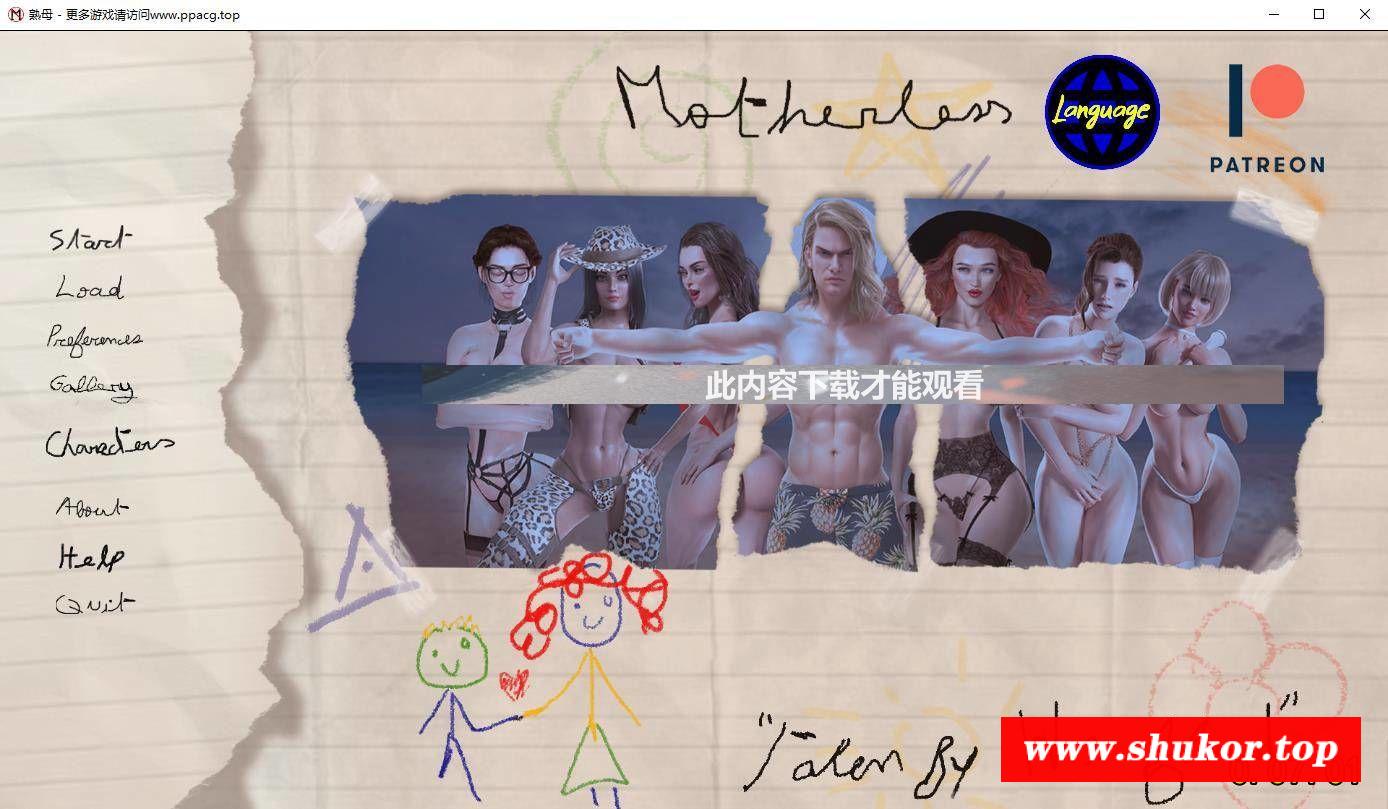 熟母 - 更多游戏请访问www.ppacg.top
Motherless
Language
PATREON
Start
Load
Preferences
Gallery
Characters
About
Help
Quit
此内容下载才能观看
"Taken By
www.shukor.top